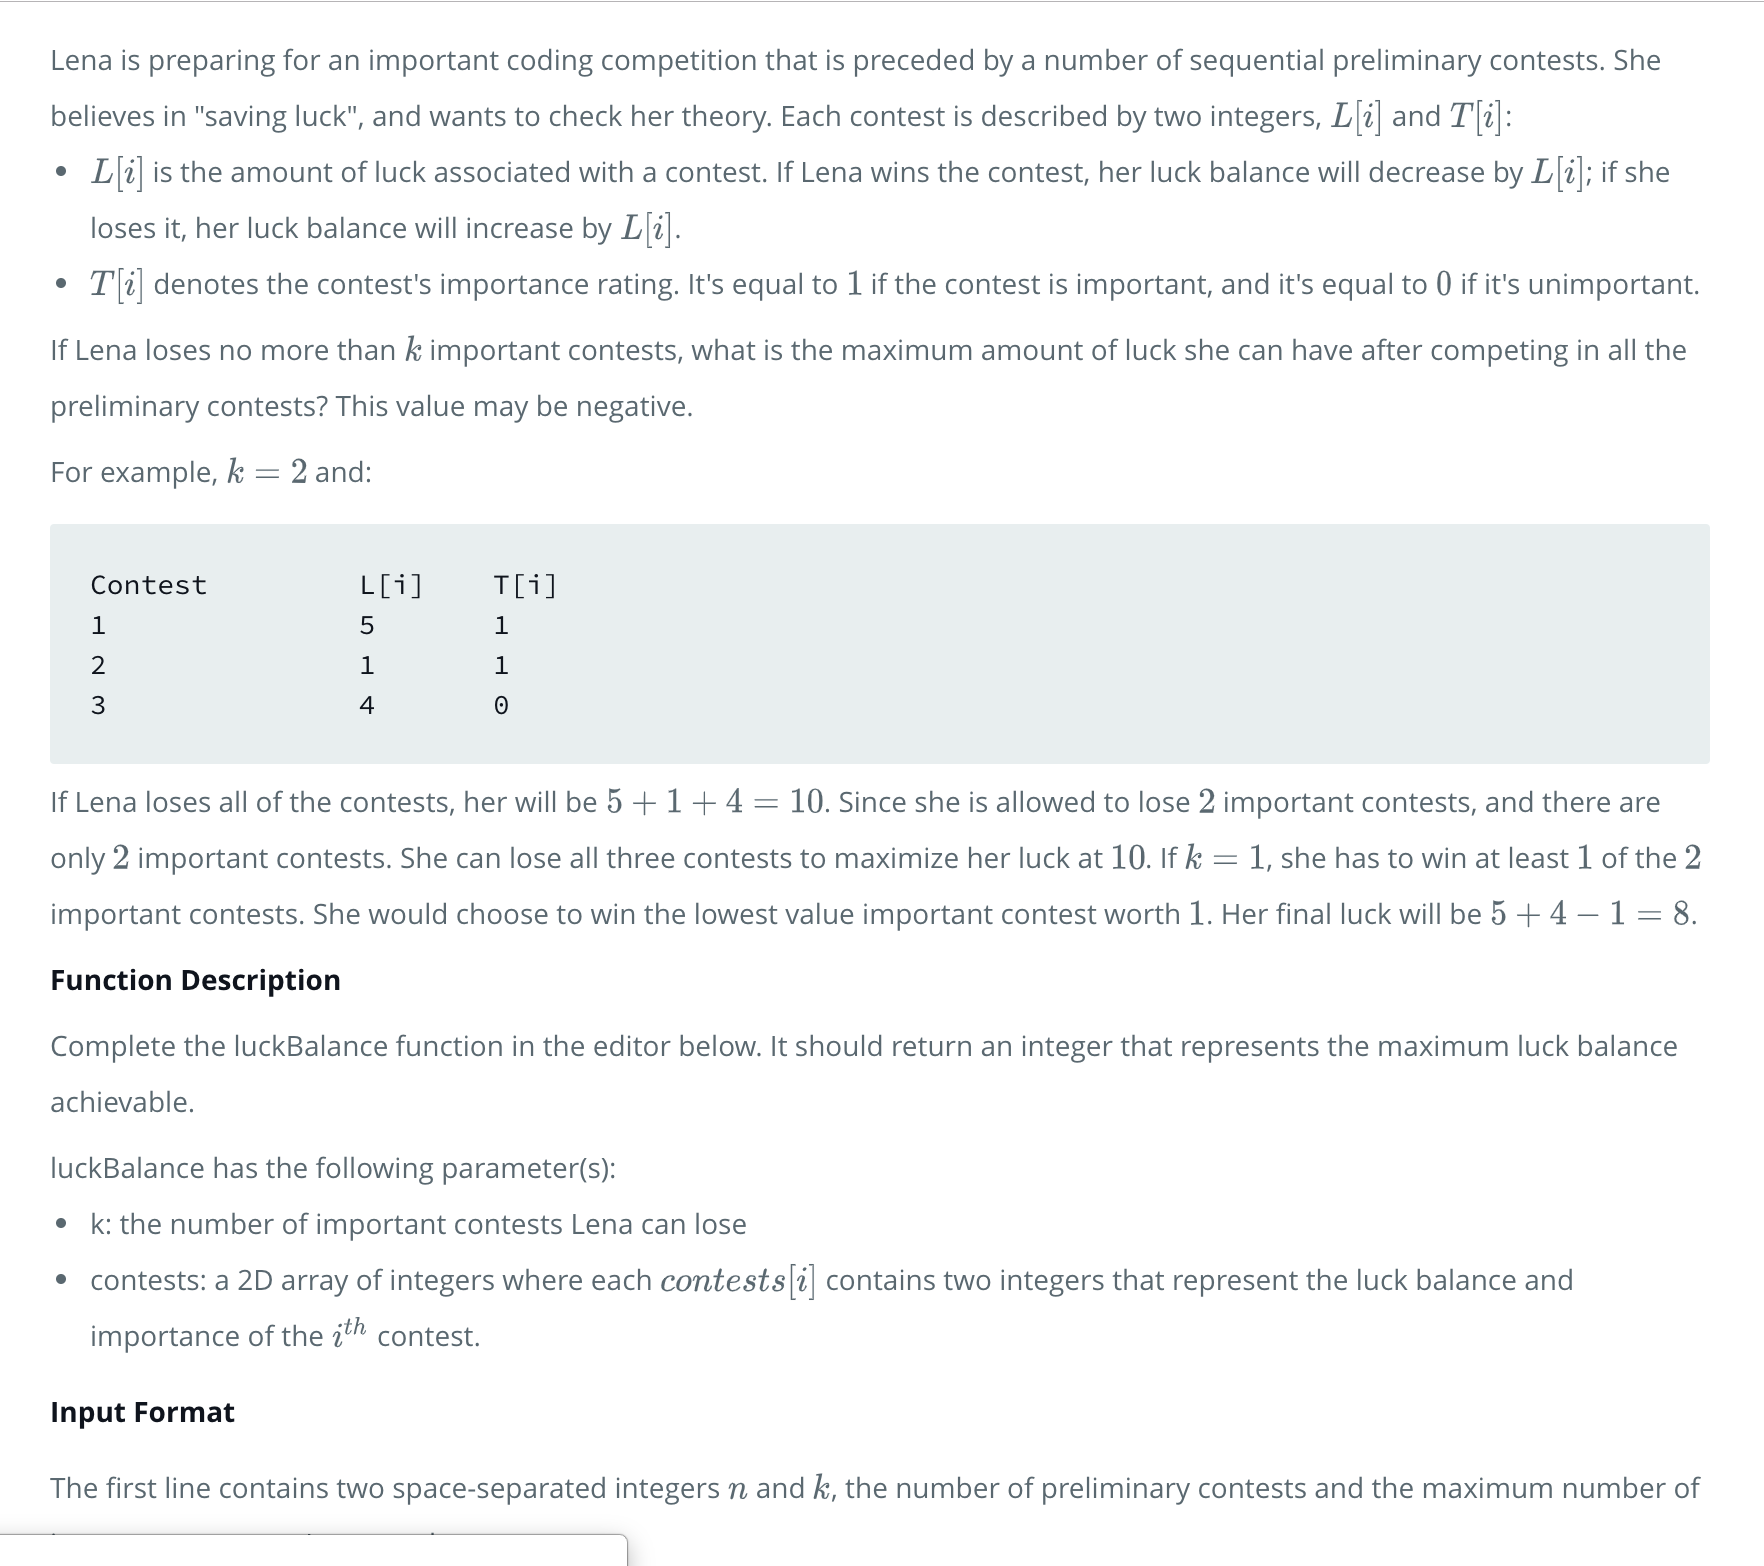 Lena is preparing for an important coding competition that is preceded by a number of sequential preliminary contests. She
believes in "saving luck", and wants to check her theory. Each contest is described by two integers, L[i] and T[i]:
• L[i] is the amount of luck associated with a contest. If Lena wins the contest, her luck balance will decrease by L[i]; if she
loses it, her luck balance will increase by L[i].
• T[i] denotes the contest's importance rating. It's equal to 1 if the contest is important, and it's equal to 0 if it's unimportant.
If Lena loses no more than k important contests, what is the maximum amount of luck she can have after competing in all the
preliminary contests? This value may be negative.
For example, k = 2 and:
Contest L[i] T[i]
1 5 1
2 1 1
3 4 0
If Lena loses all of the contests, her will be 5 + 1 + 4 = 10. Since she is allowed to lose 2 important contests, and there are
only 2 important contests. She can lose all three contests to maximize her luck at 10. If k = 1, she has to win at least 1 of the 2
important contests. She would choose to win the lowest value important contest worth 1. Her final luck will be 5 + 4 − 1 = 8.
Function Description
Complete the luckBalance function in the editor below. It should return an integer that represents the maximum luck balance
achievable.
luckBalance has the following parameter(s):
• k: the number of important contests Lena can lose
• contests: a 2D array of integers where each contests[i] contains two integers that represent the luck balance and
importance of the i^th contest.
Input Format
The first line contains two space-separated integers n and k, the number of preliminary contests and the maximum number of